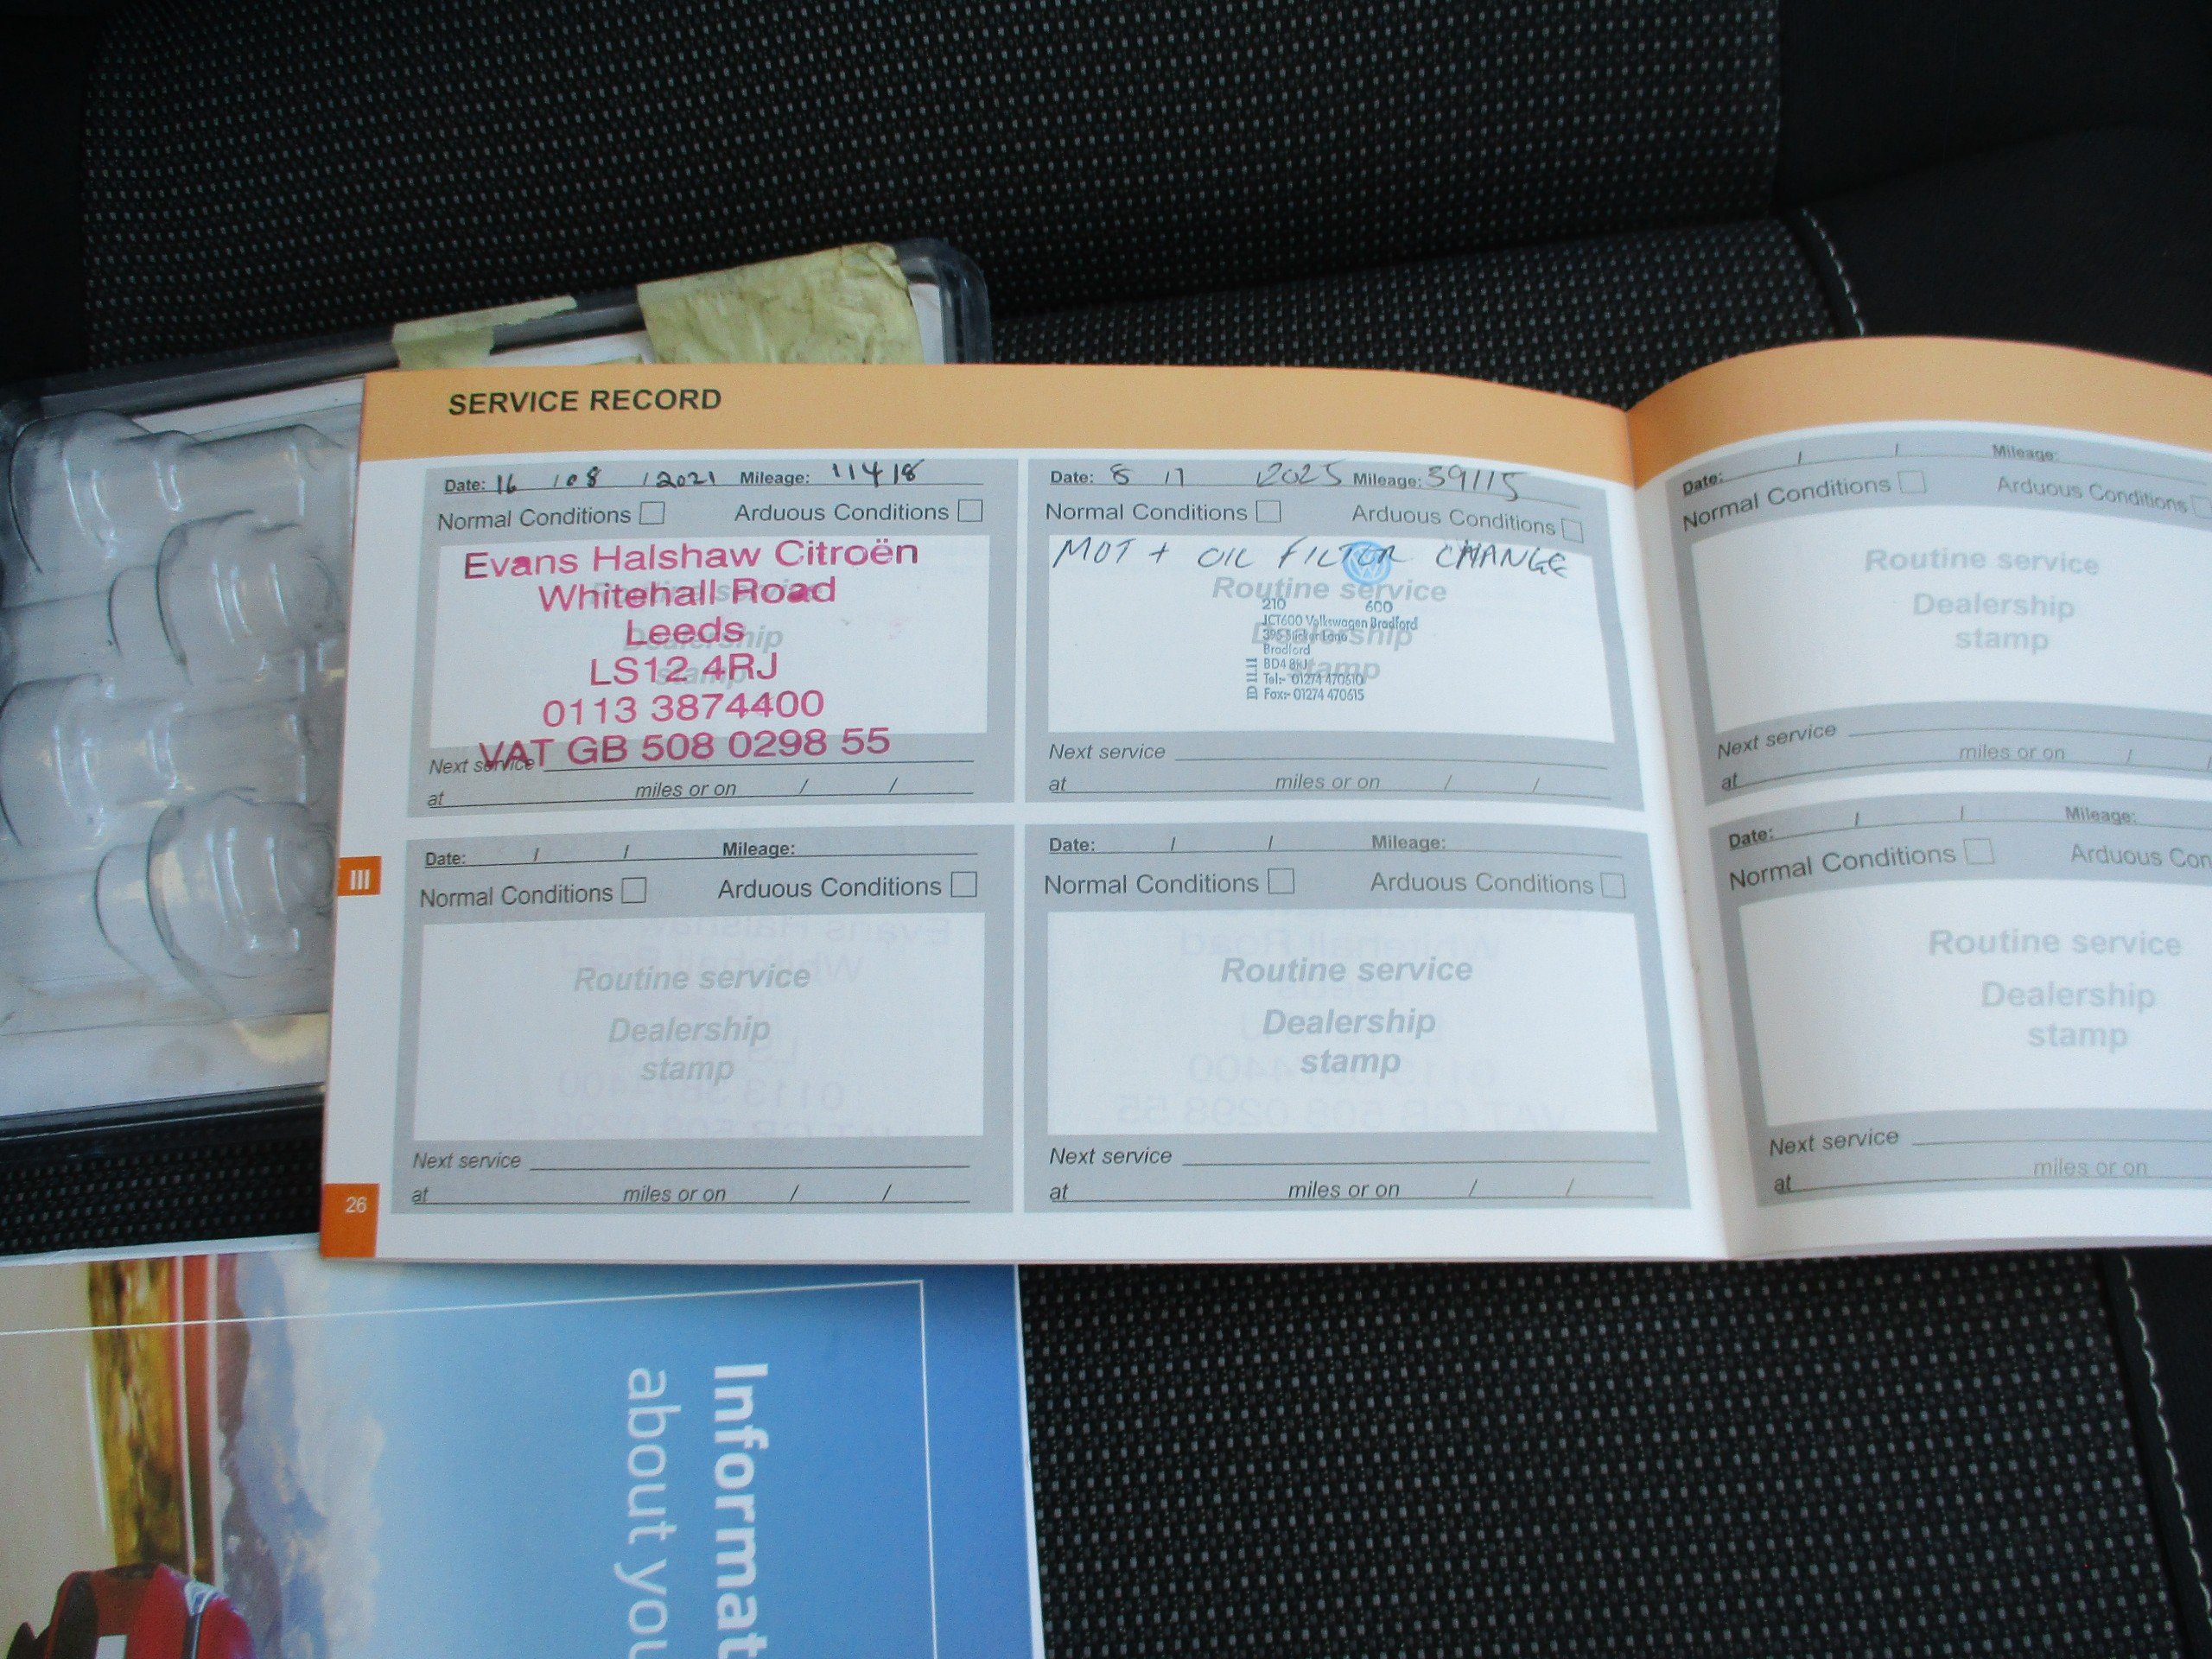 SERVICE RECORD
Date: 16 / 08 / 2021 Mileage: 11418
Normal Conditions Arduous Conditions
Evans Halshaw Citroën
Whitehall Road
Leeds
LS12 4RJ
0113 3874400
VAT GB 508 0298 55
Routine service
Dealership
stamp
Next service
at miles or on / /
Date: 8 / 7 2025 Mileage: 39115
Normal Conditions Arduous Conditions
MOT + OIL FILTOR CHANGE
Routine service
Dealership
stamp
210 600
JCT600 Volkswagen Bradford
Bradford
Tel:- 01274 470610
Fax:- 01274 470615
Next service
at miles or on / /
Date: / / Mileage:
Normal Conditions Arduous Conditions
Routine service
Dealership
stamp
Next service
at miles or on / /
Date: / / Mileage:
Normal Conditions Arduous Conditions
Routine service
Dealership
stamp
Next service
at miles or on / /
III
26
Date: / / Mileage:
Normal Conditions Arduous Conditions
Routine service
Dealership
stamp
Next service
at miles or on / /
Date: / / Mileage:
Normal Conditions Arduous Con
Routine service
Dealership
stamp
Next service
at miles or on
Informat
about you